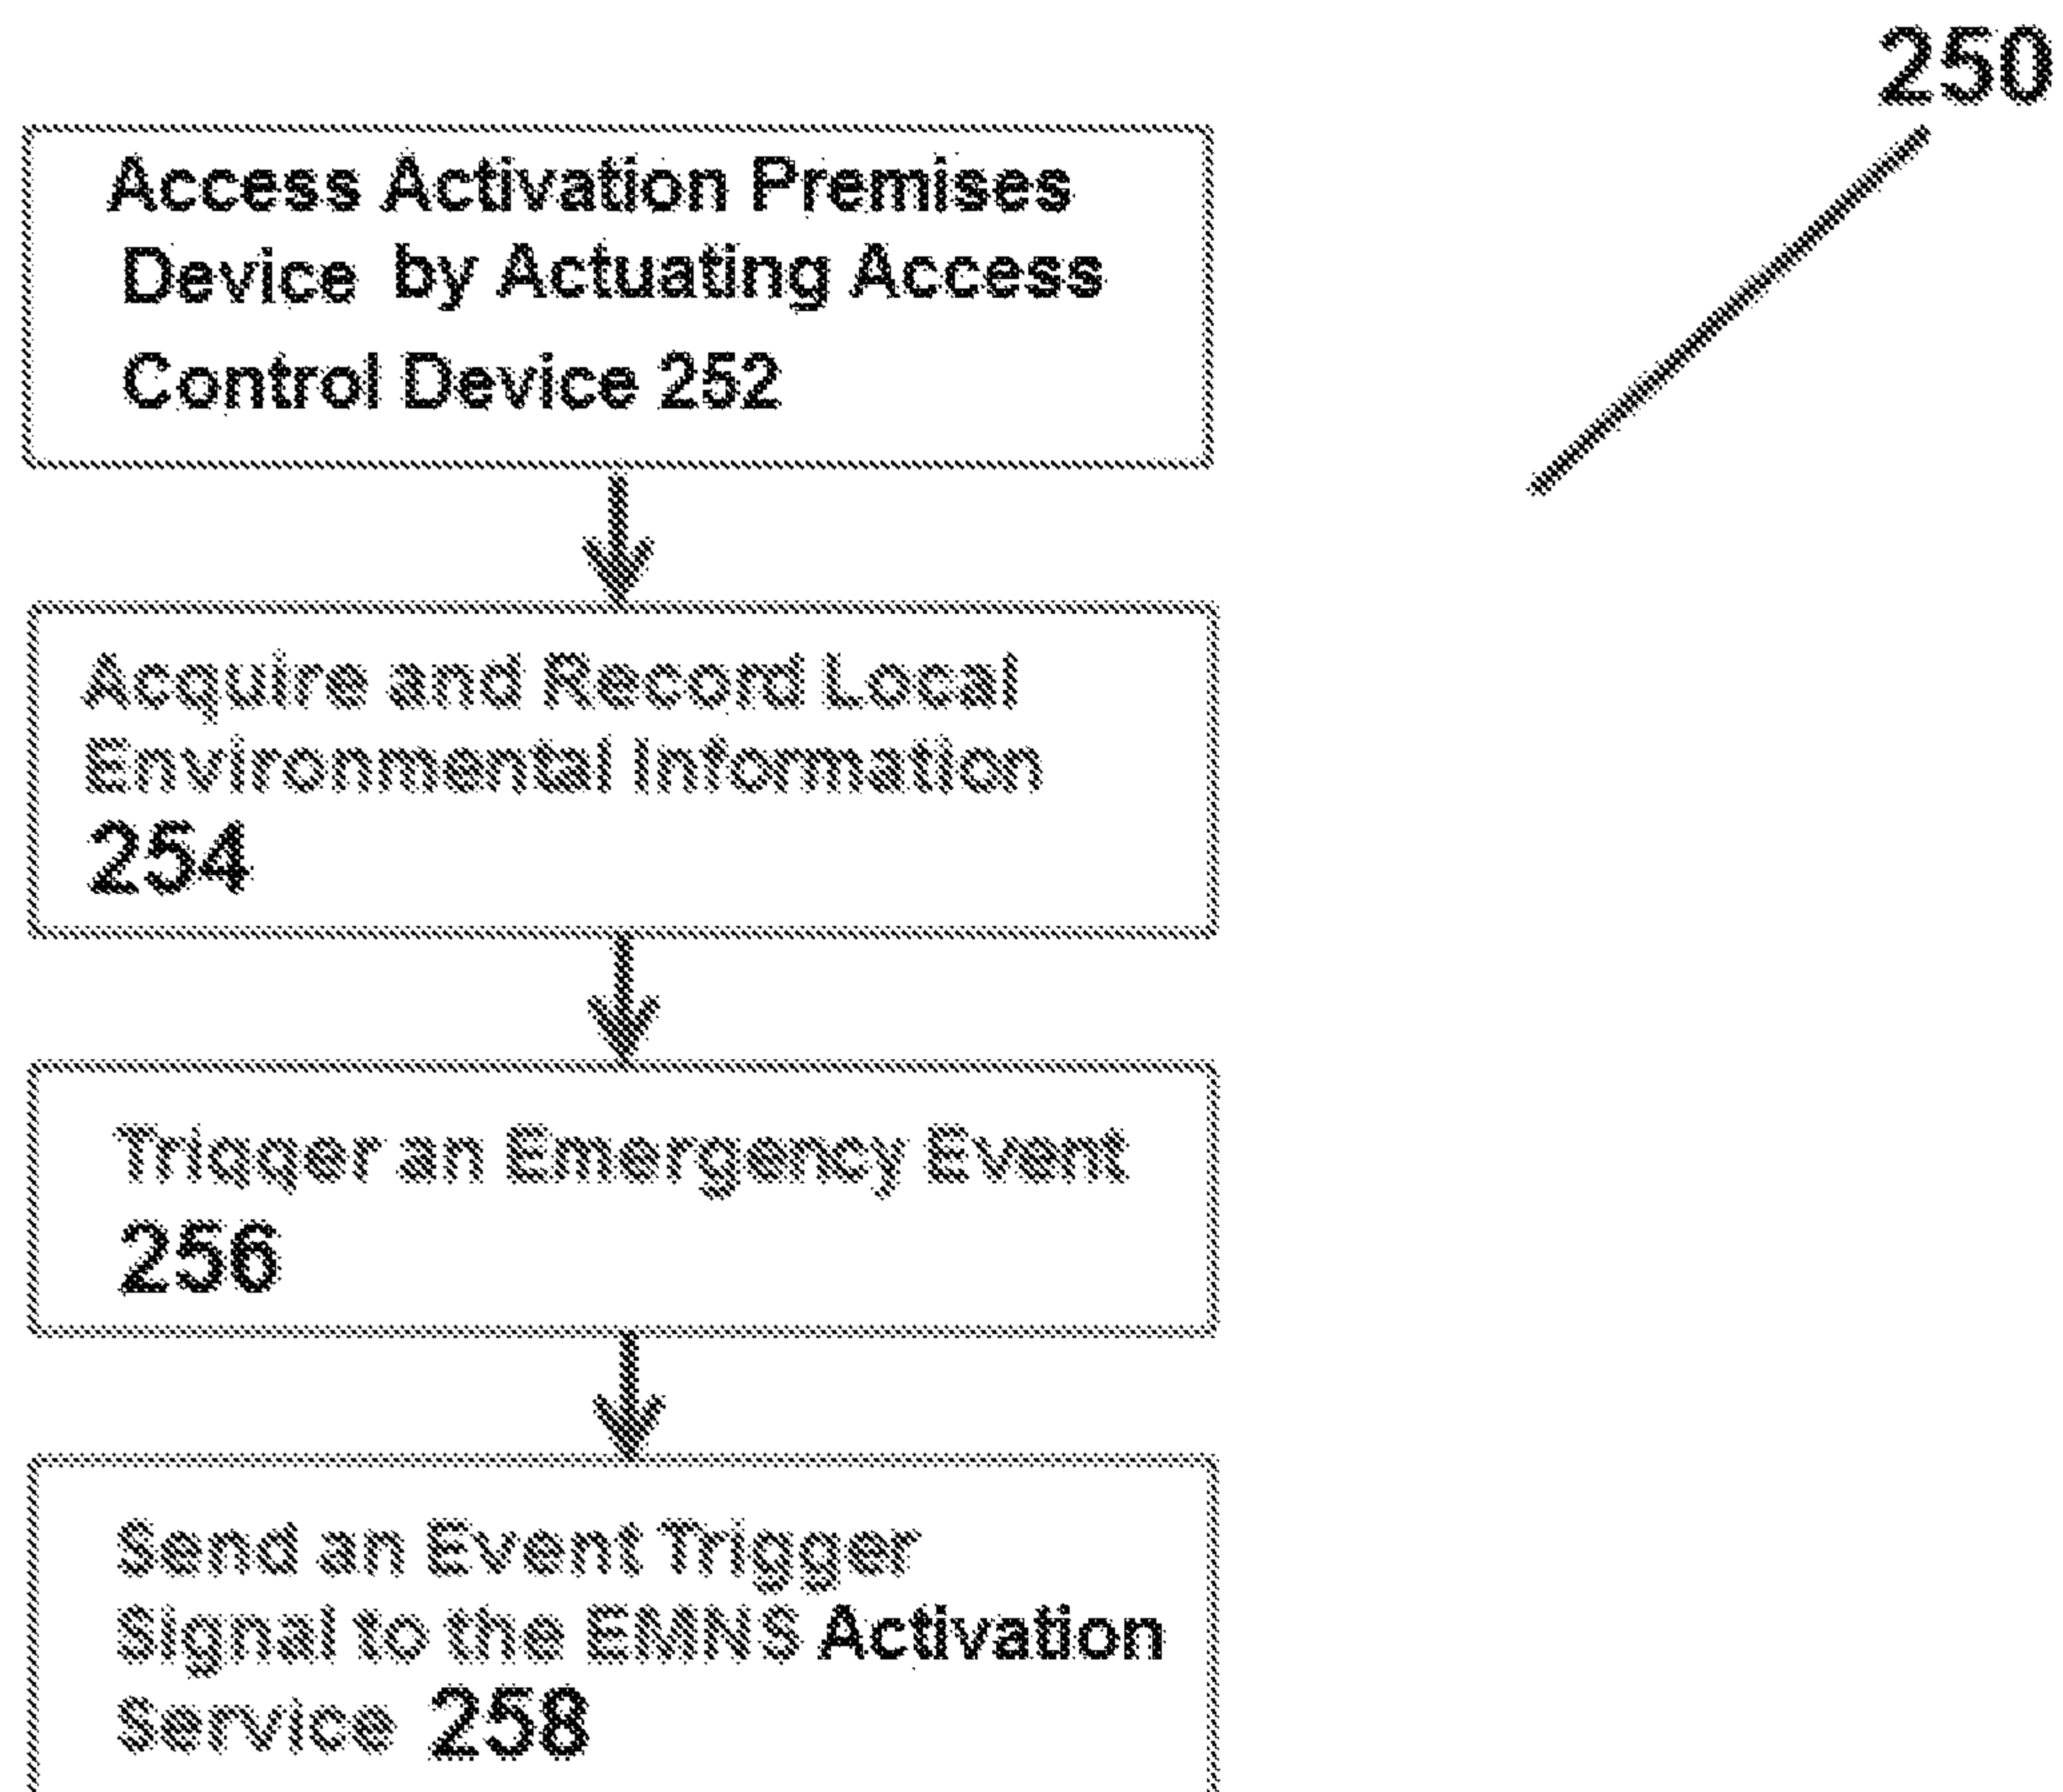 250
Access Activation Premises
Device by Actuating Access
Control Device 252
Acquire and Record Local
Environmental Information
254
Trigger an Emergency Event
256
Send an Event Trigger
Signal to the EMNS Activation
Service 258